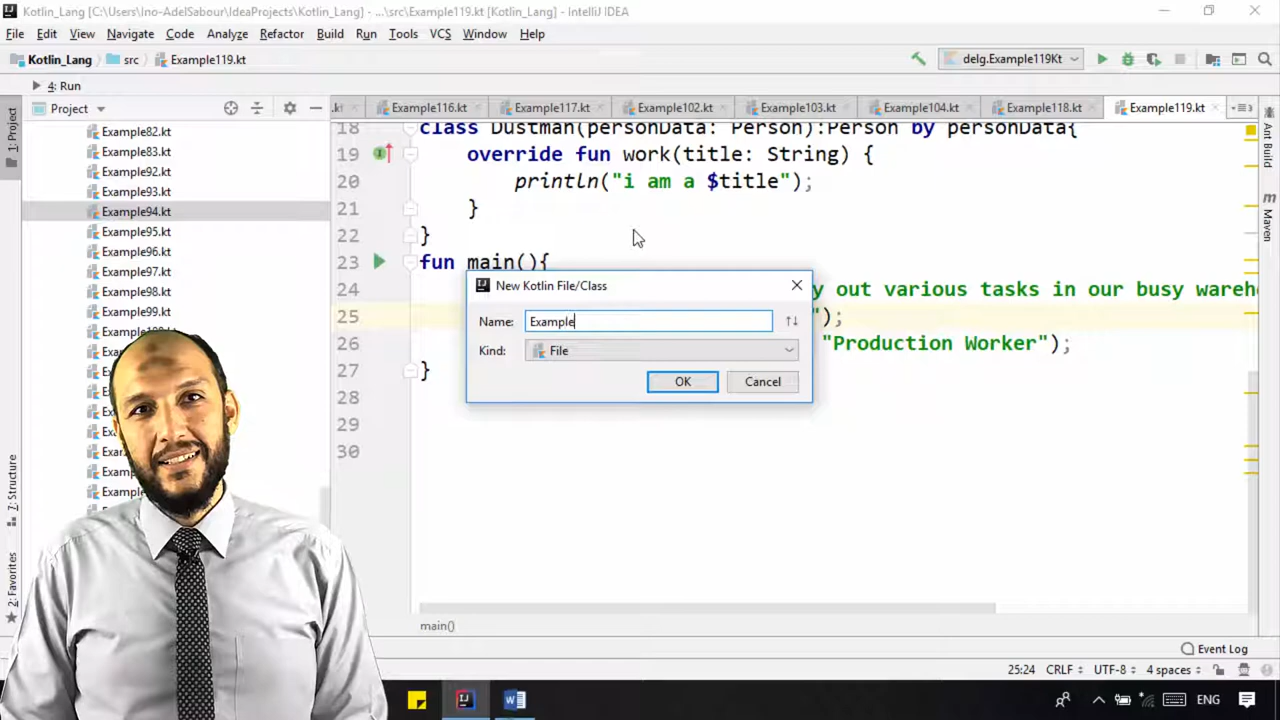 Kotlin_Lang [C:\Users\Ino-AdelSabour\IdeaProjects\Kotlin_Lang] - ...\src\Example119.kt [Kotlin_Lang] - IntelliJ IDEA
File Edit View Navigate Code Analyze Refactor Build Run Tools VCS Window Help
Kotlin_Lang src Example119.kt delg.Example119Kt
4: Run
Project .kt Example116.kt Example117.kt Example102.kt Example103.kt Example104.kt Example118.kt Example119.kt
1: Project
Z: Structure
2: Favorites
Ant Build
Maven
Example82.kt
Example83.kt
Example92.kt
Example93.kt
Example94.kt
Example95.kt
Example96.kt
Example97.kt
Example98.kt
Example99.kt
18 class Dustman(personData: Person):Person by personData{
19 override fun work(title: String) {
20 println("i am a $title");
21 }
22 }
23 fun main(){
24 y out various tasks in our busy wareh
25 ");
26 "Production Worker");
27 }
28
29
30
New Kotlin File/Class
Name: Example
Kind: File
OK Cancel
main()
Event Log
25:24 CRLF UTF-8 4 spaces
ENG